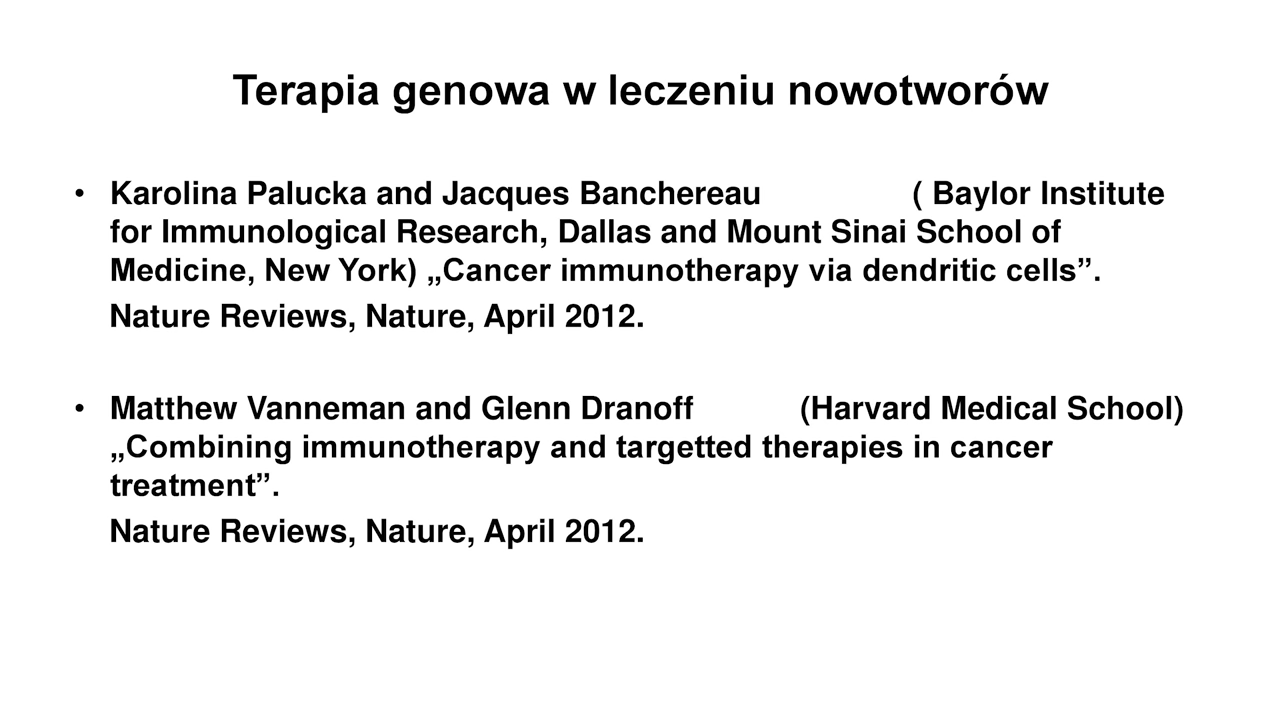 Terapia genowa w leczeniu nowotworów
• Karolina Palucka and Jacques Banchereau ( Baylor Institute
for Immunological Research, Dallas and Mount Sinai School of
Medicine, New York) „Cancer immunotherapy via dendritic cells”.
Nature Reviews, Nature, April 2012.
• Matthew Vanneman and Glenn Dranoff (Harvard Medical School)
„Combining immunotherapy and targetted therapies in cancer
treatment”.
Nature Reviews, Nature, April 2012.